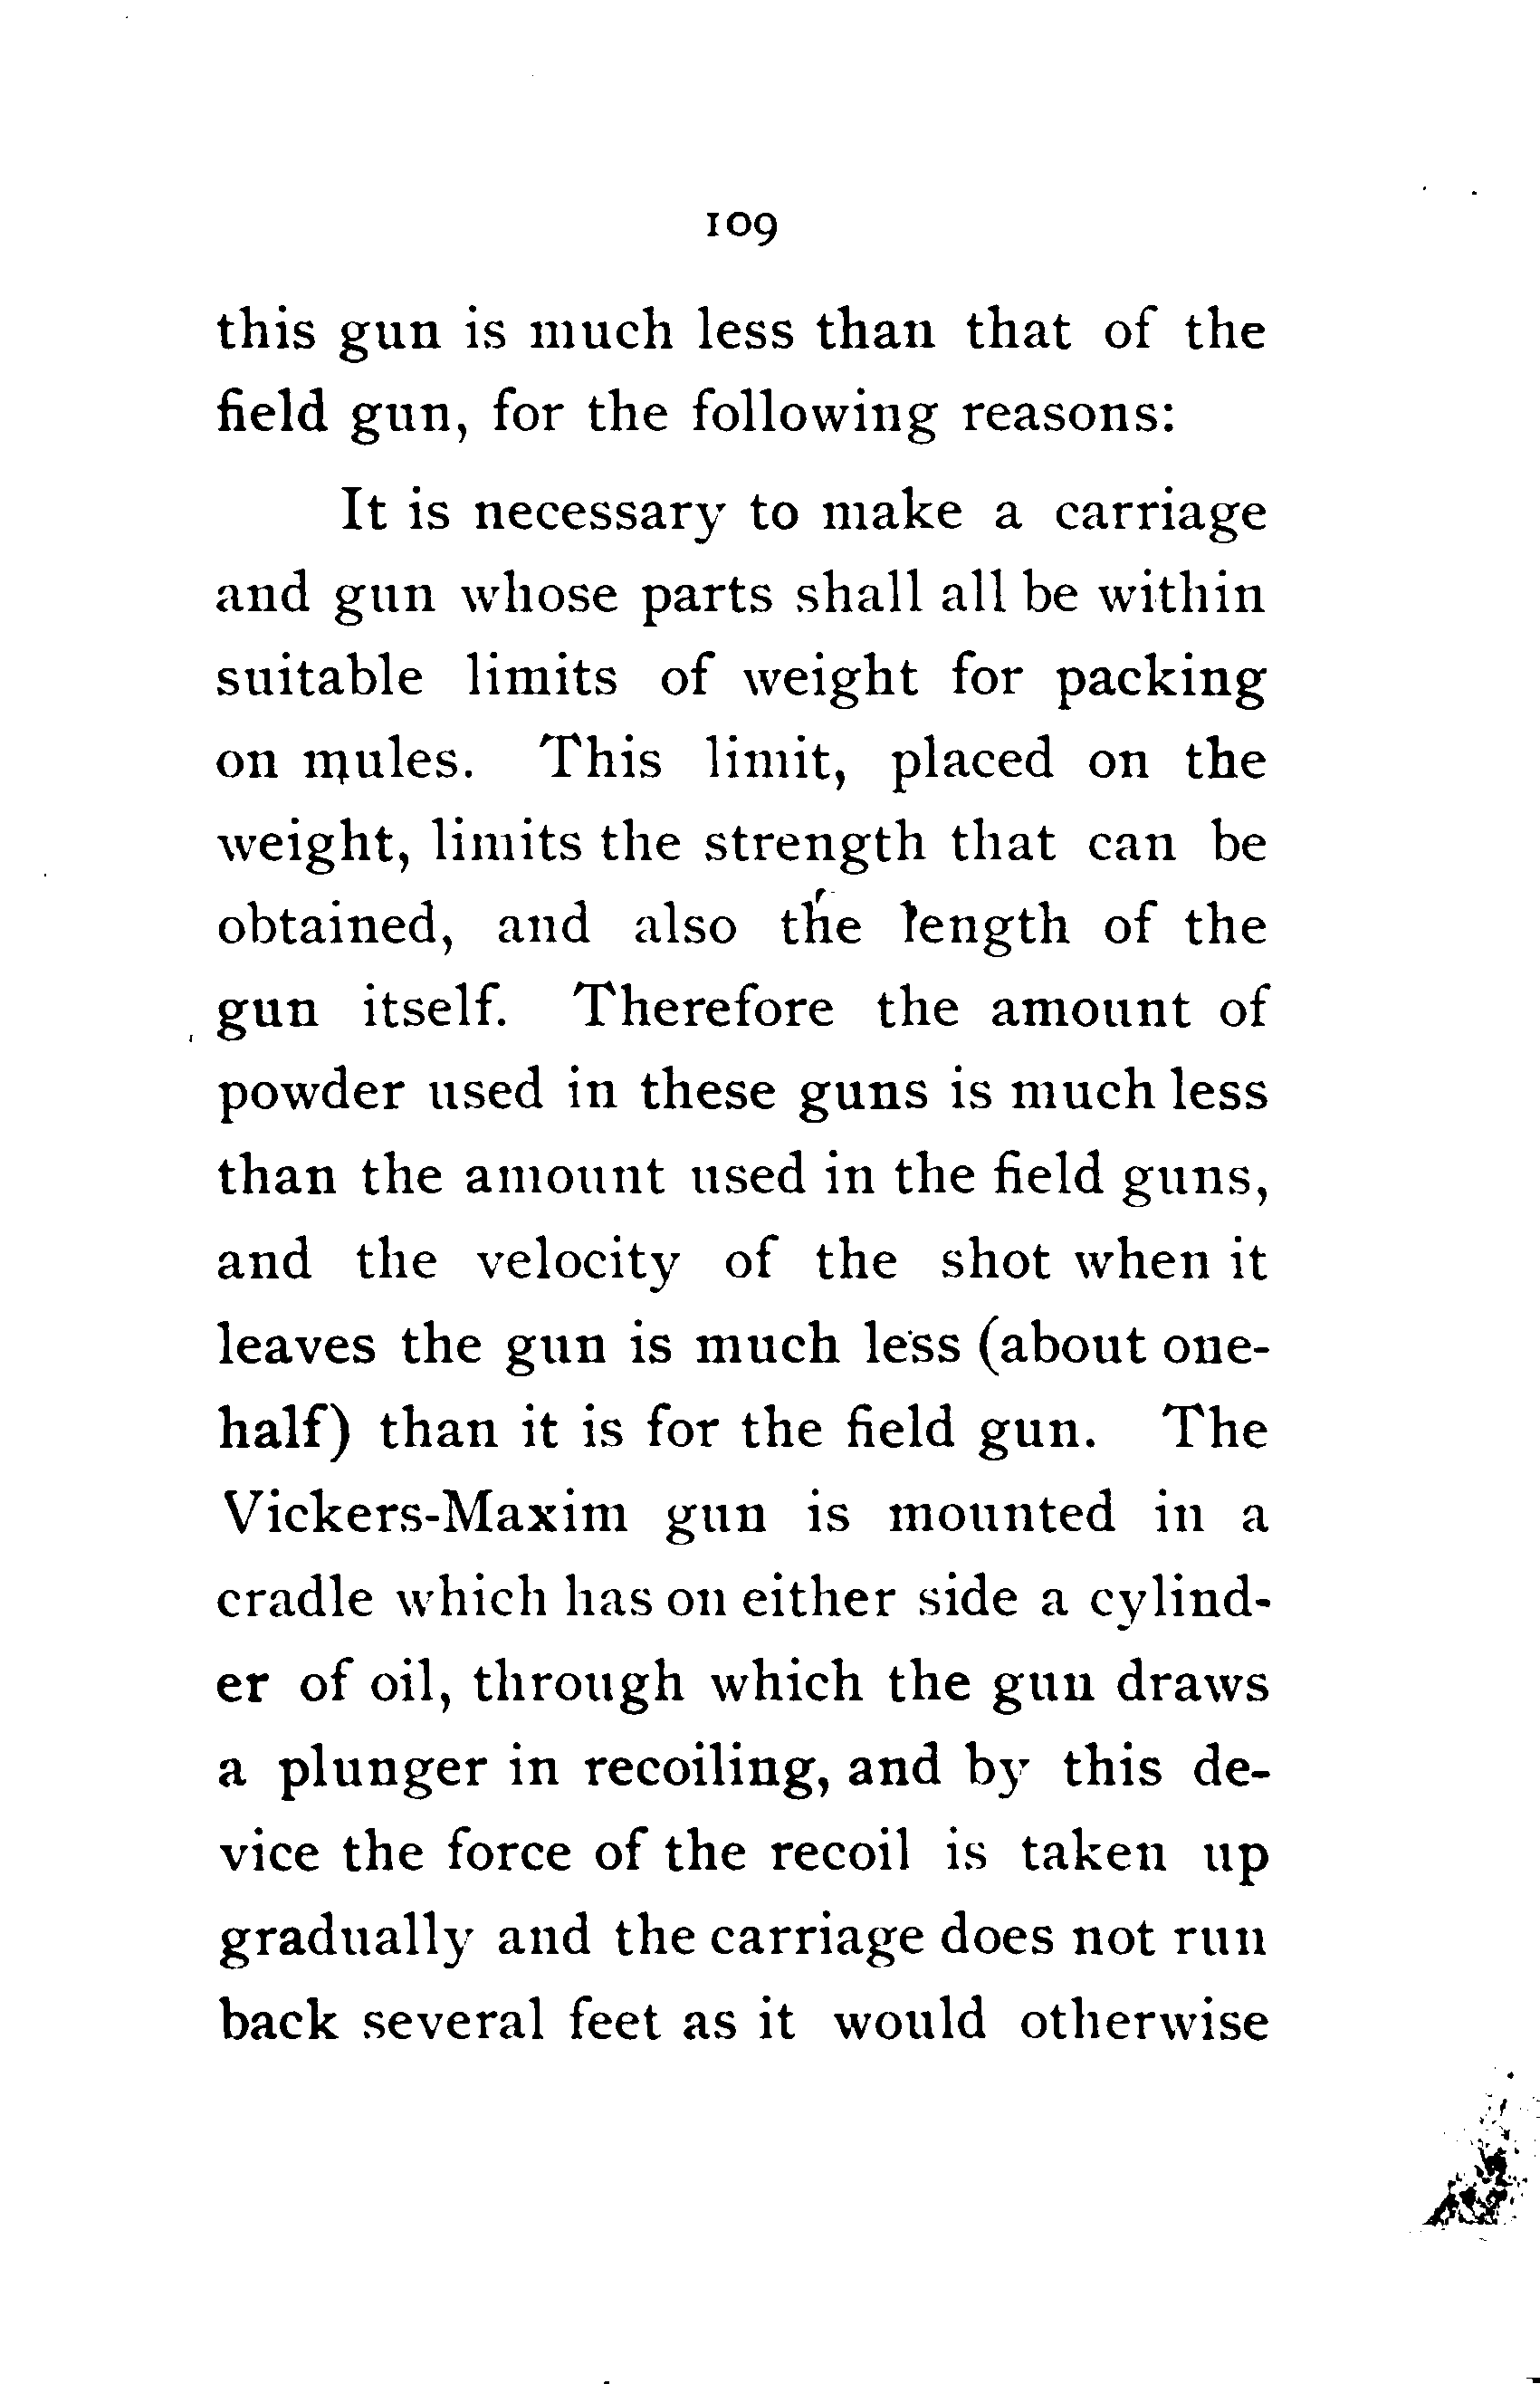 109
this gun is much less than that of the
field gun, for the following reasons:
It is necessary to make a carriage
and gun whose parts shall all be within
suitable limits of weight for packing
on mules. This limit, placed on the
weight, limits the strength that can be
obtained, and also the length of the
gun itself. Therefore the amount of
powder used in these guns is much less
than the amount used in the field guns,
and the velocity of the shot when it
leaves the gun is much less (about one-
half) than it is for the field gun. The
Vickers-Maxim gun is mounted in a
cradle which has on either side a cylind-
er of oil, through which the gun draws
a plunger in recoiling, and by this de-
vice the force of the recoil is taken up
gradually and the carriage does not run
back several feet as it would otherwise